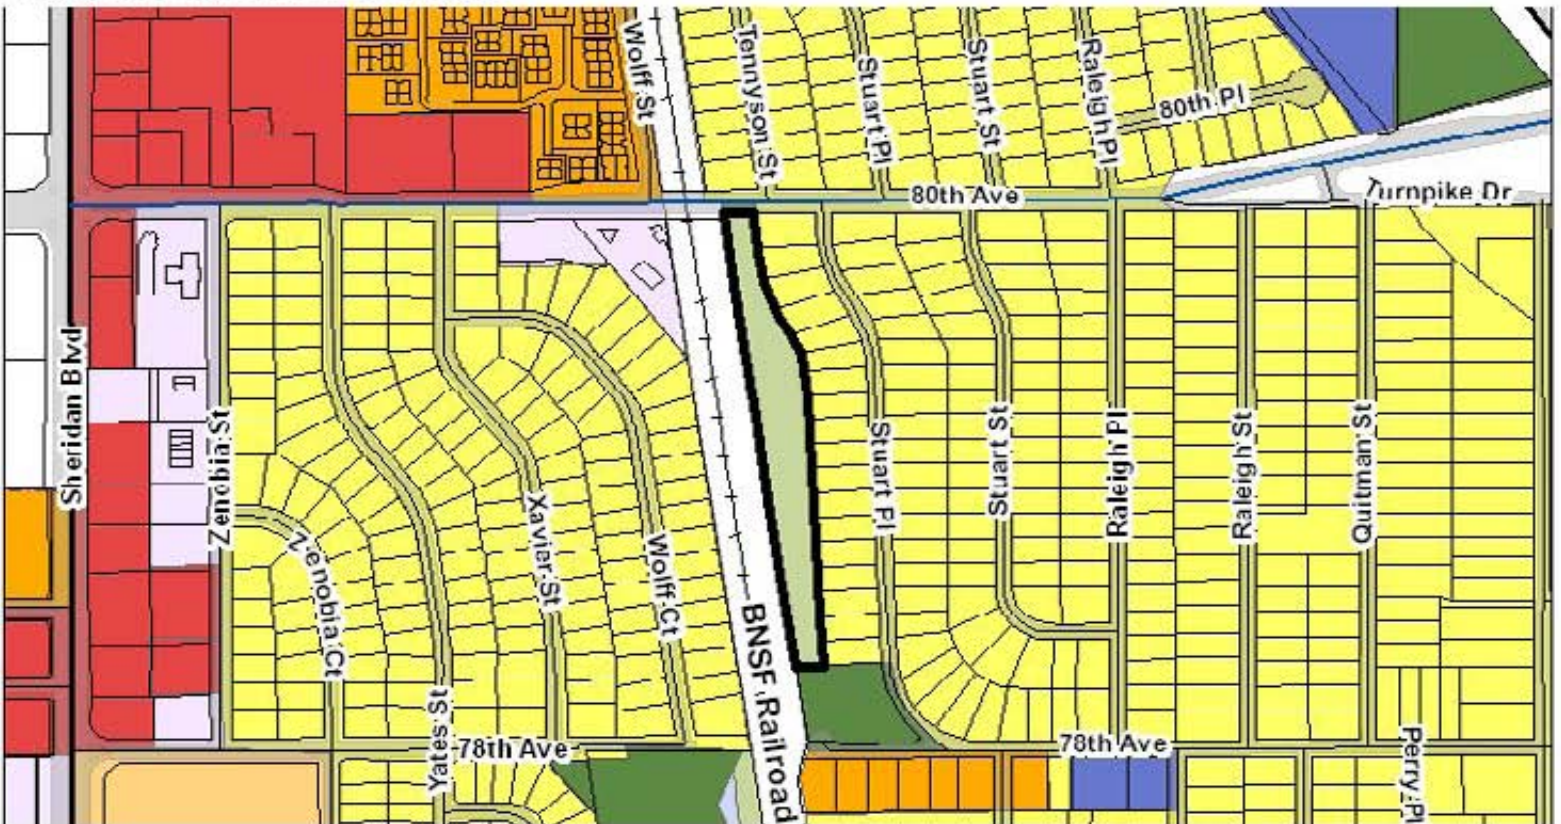 Wolff St
Tennyson St
Stuart Pl
Stuart St
Raleigh Pl
80th Pl
80th Ave
Turnpike Dr
Sheridan Blvd
Zenobia St
Zenobia Ct
Xavier St
Wolff Ct
Stuart Pl
Stuart St
Raleigh Pl
Raleigh St
Quitman St
BNSF Railroad
Yates St
78th Ave
78th Ave
Perry Pl